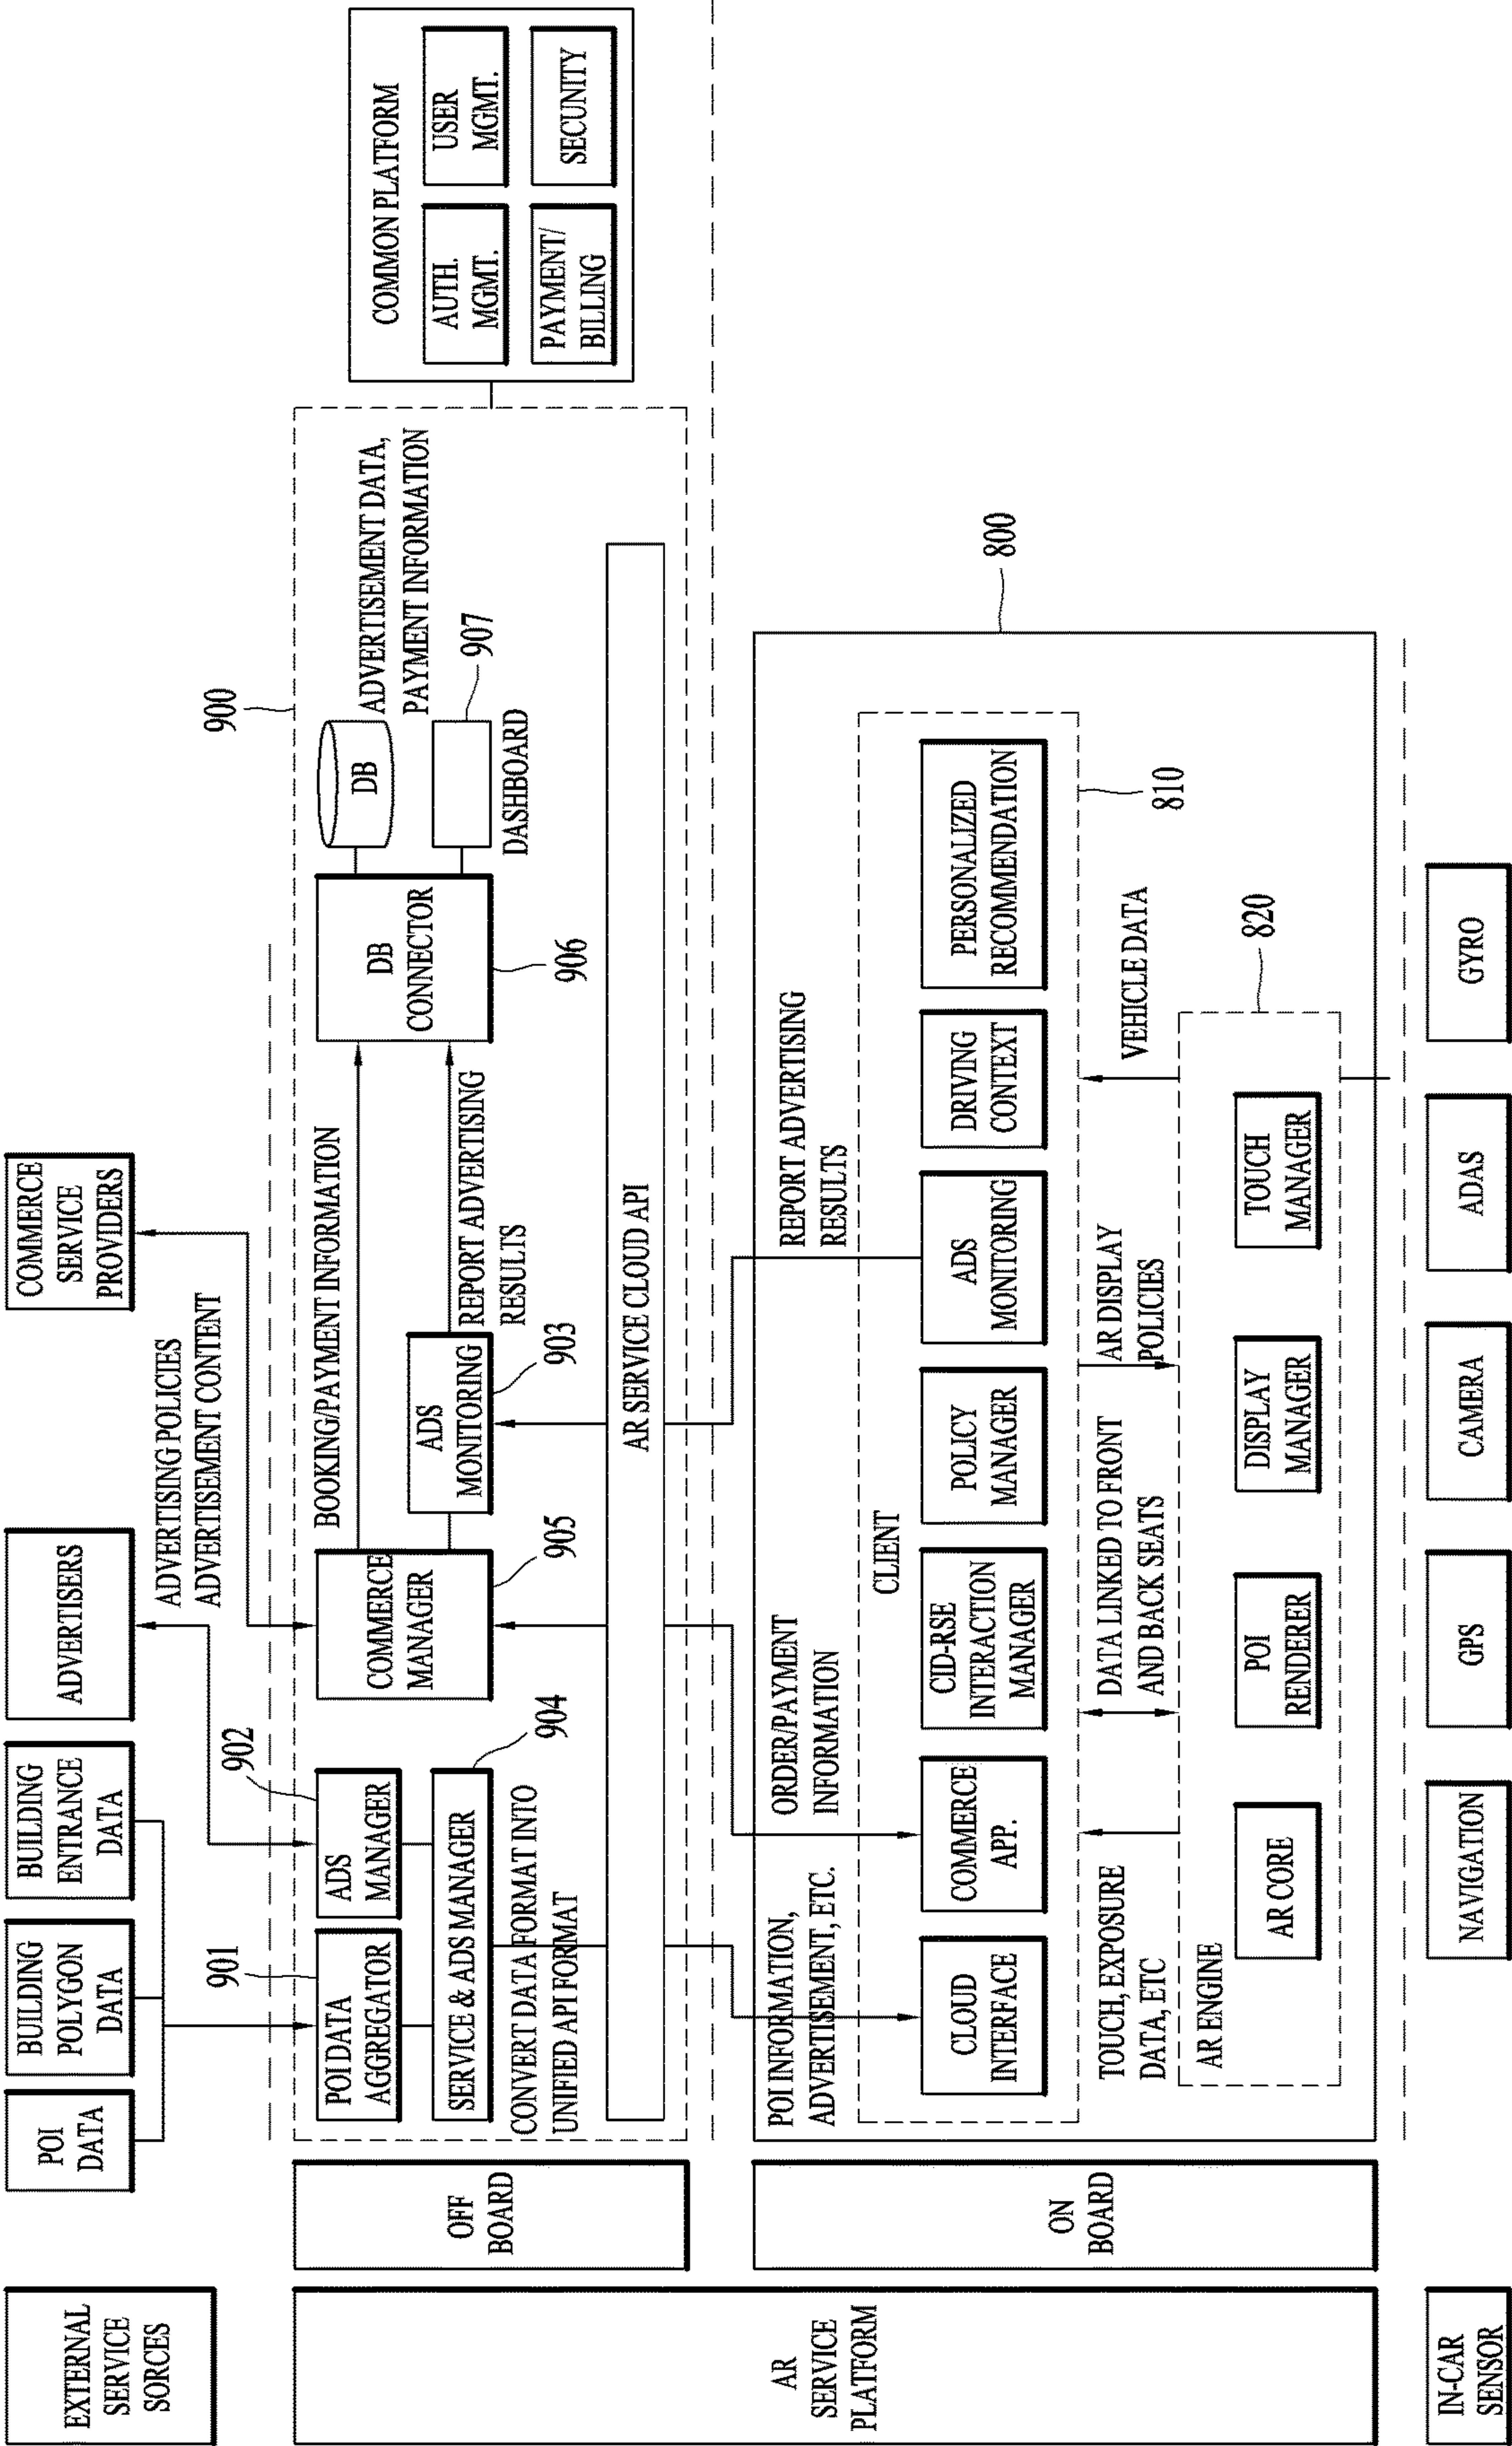 EXTERNAL
SERVICE
SORCES
POI
DATA
BUILDING
POLYGON
DATA
BUILDING
ENTRANCE
DATA
ADVERTISERS
COMMERCE
SERVICE
PROVIDERS
ADVERTISING POLICIES
ADVERTISEMENT CONTENT
AR
SERVICE
PLATFORM
OFF
BOARD
900
901
POI DATA
AGGREGATOR
902
ADS
MANAGER
SERVICE & ADS MANAGER
904
CONVERT DATA FORMAT INTO
UNIFIED API FORMAT
COMMERCE
MANAGER
905
BOOKING/PAYMENT INFORMATION
ADS
MONITORING
903
REPORT ADVERTISING
RESULTS
DB
CONNECTOR
906
DB
ADVERTISEMENT DATA,
PAYMENT INFORMATION
907
DASHBOARD
AR SERVICE CLOUD API
COMMON PLATFORM
AUTH.
MGMT.
USER
MGMT.
PAYMENT/
BILLING
SECUNITY
ON
BOARD
800
POI INFORMATION,
ADVERTISEMENT, ETC.
ORDER/PAYMENT
INFORMATION
REPORT ADVERTISING
RESULTS
CLIENT
CLOUD
INTERFACE
COMMERCE
APP.
CID-RSE
INTERACTION
MANAGER
POLICY
MANAGER
ADS
MONITORING
DRIVING
CONTEXT
PERSONALIZED
RECOMMENDATION
810
TOUCH, EXPOSURE
DATA, ETC
DATA LINKED TO FRONT
AND BACK SEATS
AR DISPLAY
POLICIES
VEHICLE DATA
820
AR ENGINE
AR CORE
POI
RENDERER
DISPLAY
MANAGER
TOUCH
MANAGER
IN-CAR
SENSOR
NAVIGATION
GPS
CAMERA
ADAS
GYRO